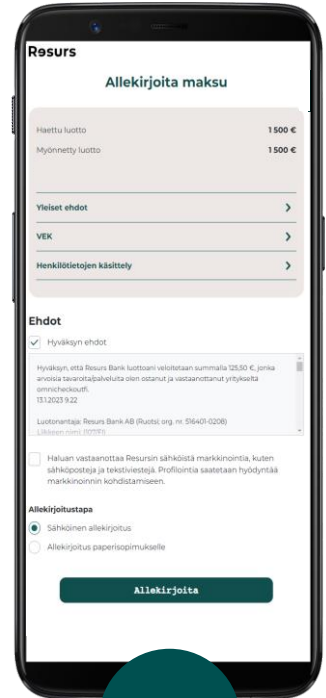 Resurs
Allekirjoita maksu
Haettu luotto 1 500 €
Myönnetty luotto 1 500 €
Yleiset ehdot
VEK
Henkilötietojen käsittely
Ehdot
Hyväksyn ehdot
Hyväksyn, että Resurs Bank luottoani veloitetaan summalla 125,50 €, jonka
arvoisia tavaroita/palveluita olen ostanut ja vastaanottanut yritykseltä
omnicheckoutfi.
13.1.2023 9.22
Luotonantaja: Resurs Bank AB (Ruotsi; org. nr. 516401-0208)
Haluan vastaanottaa Resursin sähköistä markkinointia, kuten
sähköposteja ja tekstiviestejä. Profilointia saatetaan hyödyntää
markkinoinnin kohdistamiseen.
Allekirjoitustapa
Sähköinen allekirjoitus
Allekirjoitus paperisopimukselle
Allekirjoita